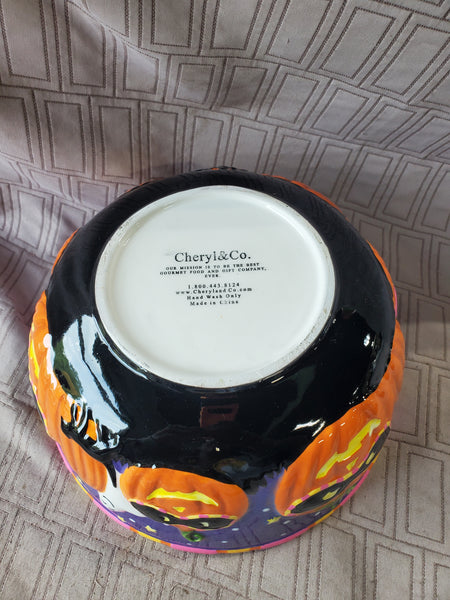 Cheryl&Co.
OUR MISSION IS TO BE THE BEST
GOURMET FOOD AND GIFT COMPANY,
EVER.
1.800.443.8124
www.CherylandCo.com
Hand Wash Only
Made in China